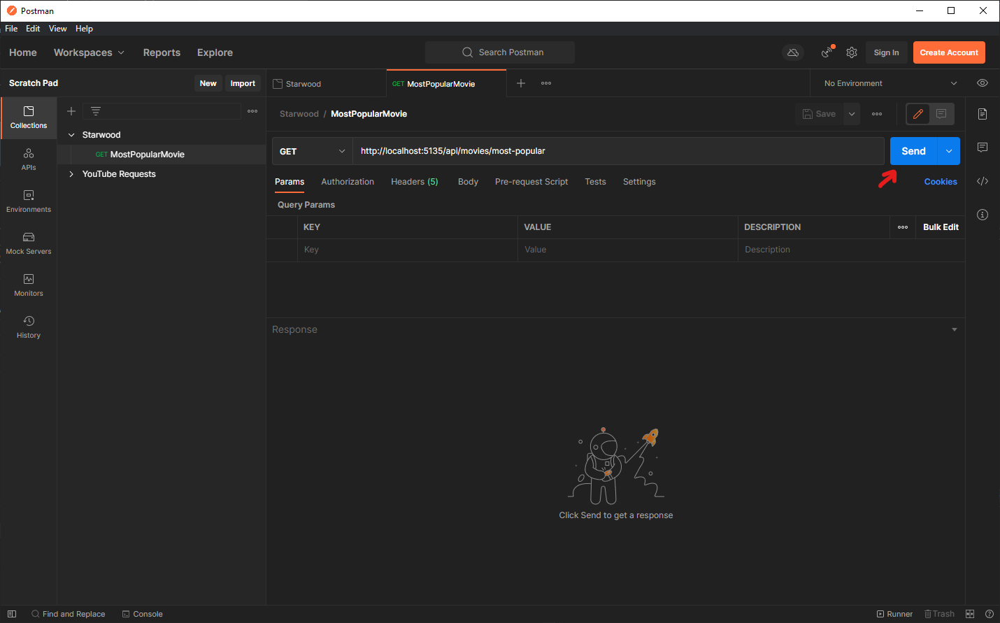 Postman
File Edit View Help
Home Workspaces Reports Explore Search Postman Sign In Create Account
Scratch Pad New Import Starwood GET MostPopularMovie No Environment
Collections
APIs
Environments
Mock Servers
Monitors
History
Starwood
GET MostPopularMovie
YouTube Requests
Starwood / MostPopularMovie Save
GET http://localhost:5135/api/movies/most-popular Send
Params Authorization Headers (5) Body Pre-request Script Tests Settings Cookies
Query Params
KEY VALUE DESCRIPTION Bulk Edit
Key Value Description
Response
Click Send to get a response
Find and Replace Console Runner Trash